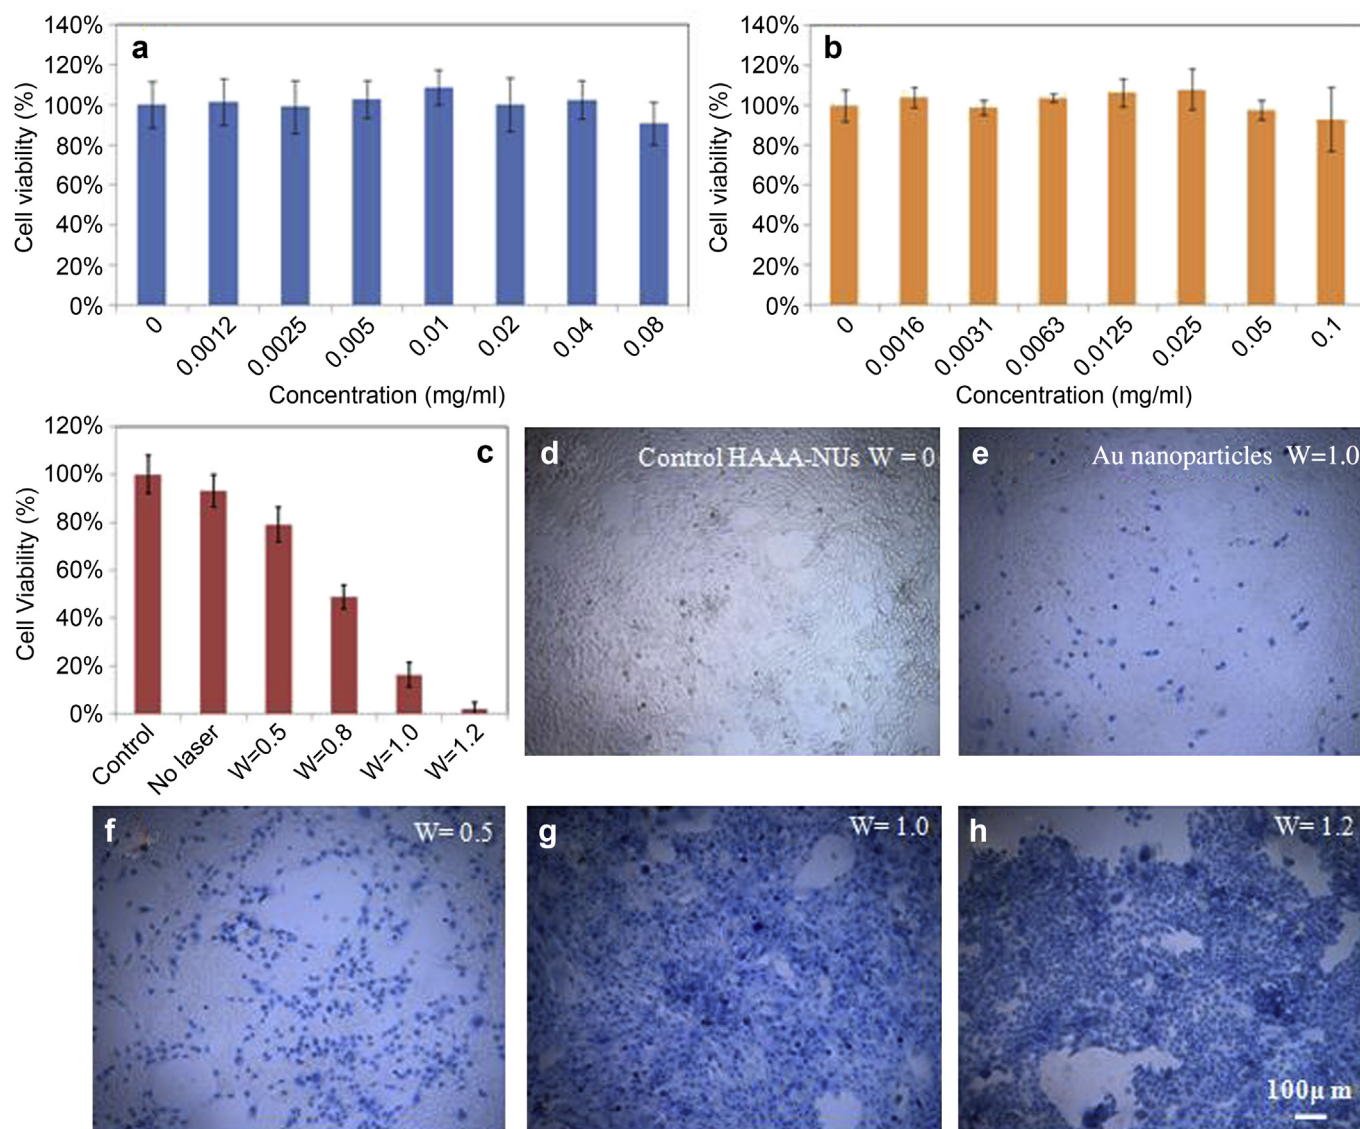 a
140%
120%
100%
80%
60%
40%
20%
0%
Cell viability (%)
0
0.0012
0.0025
0.005
0.01
0.02
0.04
0.08
Concentration (mg/ml)
b
140%
120%
100%
80%
60%
40%
20%
0%
Cell viability (%)
0
0.0016
0.0031
0.0063
0.0125
0.025
0.05
0.1
Concentration (mg/ml)
c
120%
100%
80%
60%
40%
20%
0%
Cell Viability (%)
Control
No laser
W=0.5
W=0.8
W=1.0
W=1.2
d
Control HAAA-NUs W = 0
e
Au nanoparticles W=1.0
f
W= 0.5
g
W= 1.0
h
W= 1.2
100μ m